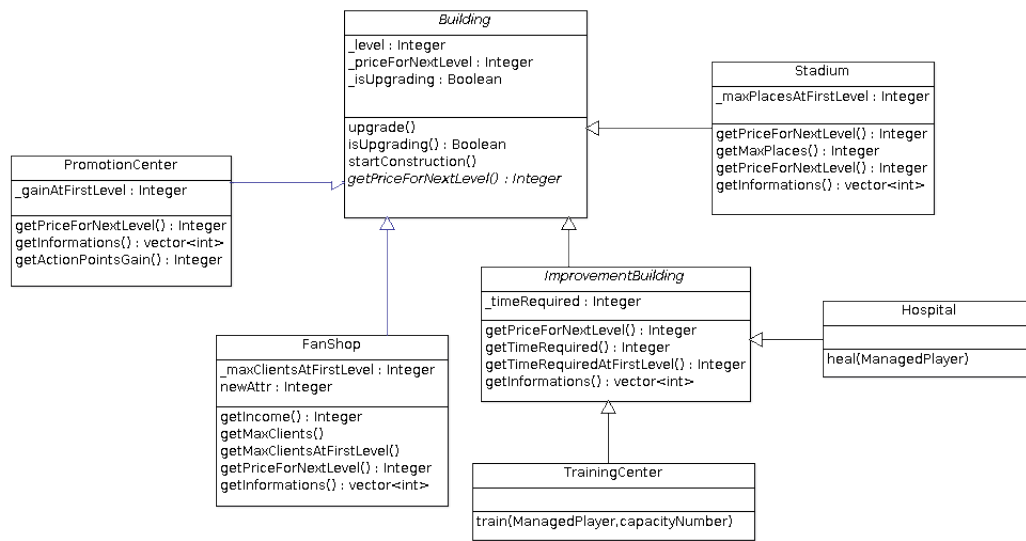 Building
_level : Integer
_priceForNextLevel : Integer
_isUpgrading : Boolean
upgrade()
isUpgrading() : Boolean
startConstruction()
getPriceForNextLevel() : Integer
Stadium
_maxPlacesAtFirstLevel : Integer
getPriceForNextLevel() : Integer
getMaxPlaces() : Integer
getPriceForNextLevel() : Integer
getInformations() : vector<int>
PromotionCenter
_gainAtFirstLevel : Integer
getPriceForNextLevel() : Integer
getInformations() : vector<int>
getActionPointsGain() : Integer
ImprovementBuilding
_timeRequired : Integer
getPriceForNextLevel() : Integer
getTimeRequired() : Integer
getTimeRequiredAtFirstLevel() : Integer
getInformations() : vector<int>
Hospital
heal(ManagedPlayer)
FanShop
_maxClientsAtFirstLevel : Integer
newAttr : Integer
getIncome() : Integer
getMaxClients()
getMaxClientsAtFirstLevel()
getPriceForNextLevel() : Integer
getInformations() : vector<int>
TrainingCenter
train(ManagedPlayer,capacityNumber)